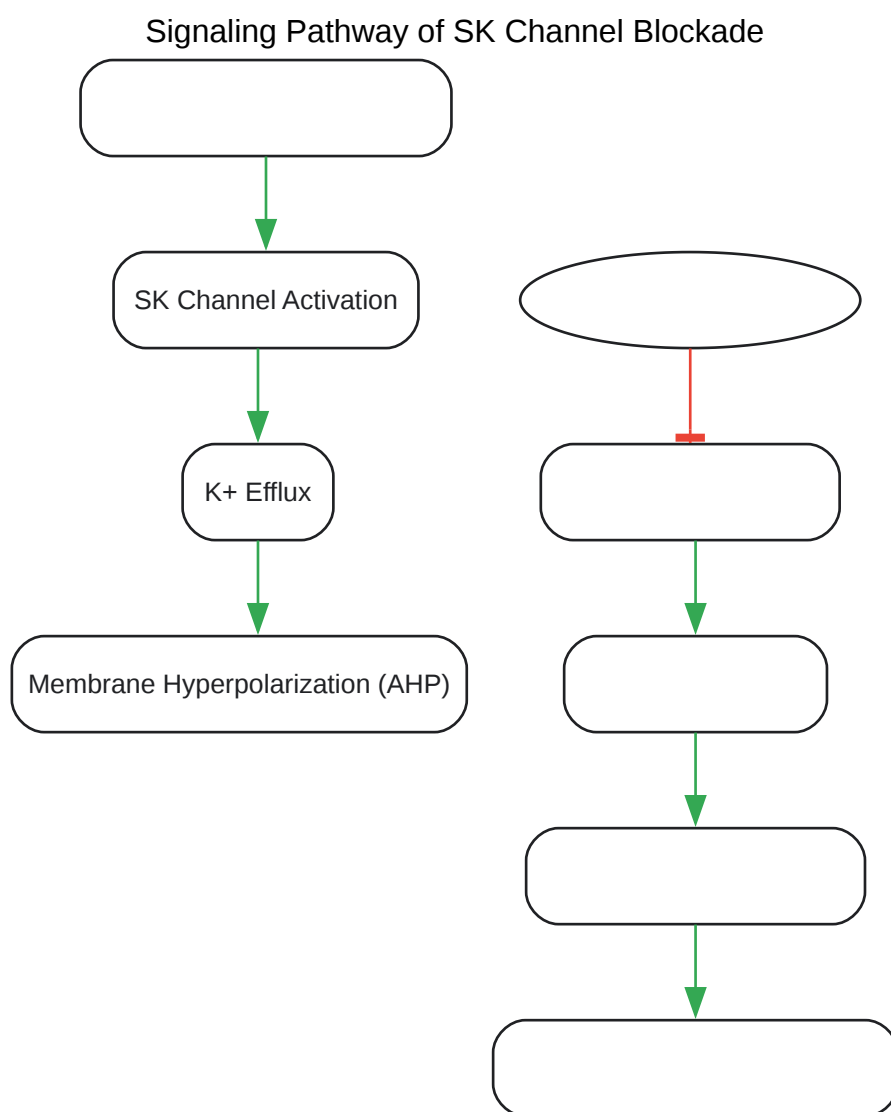 Signaling Pathway of SK Channel Blockade
SK Channel Activation
K+ Efflux
Membrane Hyperpolarization (AHP)